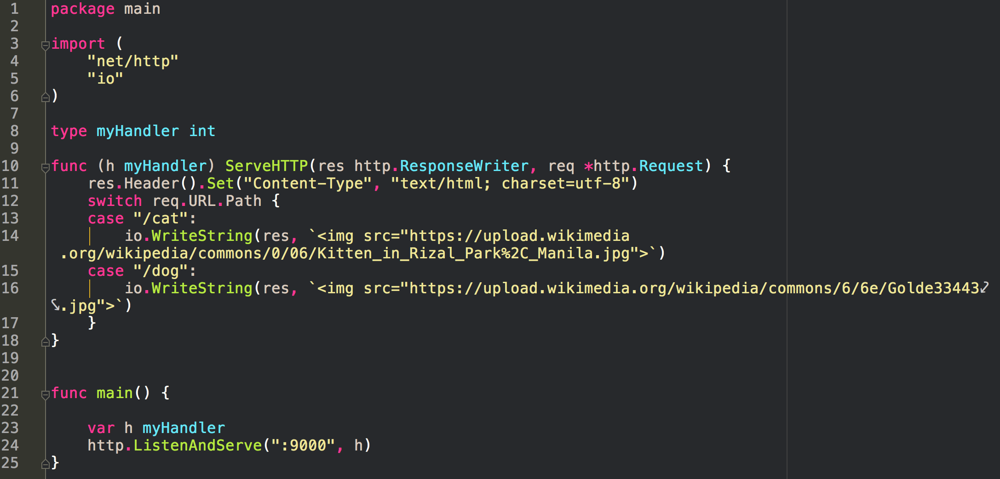 1 package main
2
3 import (
4     "net/http"
5     "io"
6 )
7
8 type myHandler int
9
10 func (h myHandler) ServeHTTP(res http.ResponseWriter, req *http.Request) {
11     res.Header().Set("Content-Type", "text/html; charset=utf-8")
12     switch req.URL.Path {
13     case "/cat":
14         io.WriteString(res, `<img src="https://upload.wikimedia
.org/wikipedia/commons/0/06/Kitten_in_Rizal_Park%2C_Manila.jpg">`)
15     case "/dog":
16         io.WriteString(res, `<img src="https://upload.wikimedia.org/wikipedia/commons/6/6e/Golde33443
.jpg">`)
17     }
18 }
19
20
21 func main() {
22
23     var h myHandler
24     http.ListenAndServe(":9000", h)
25 }